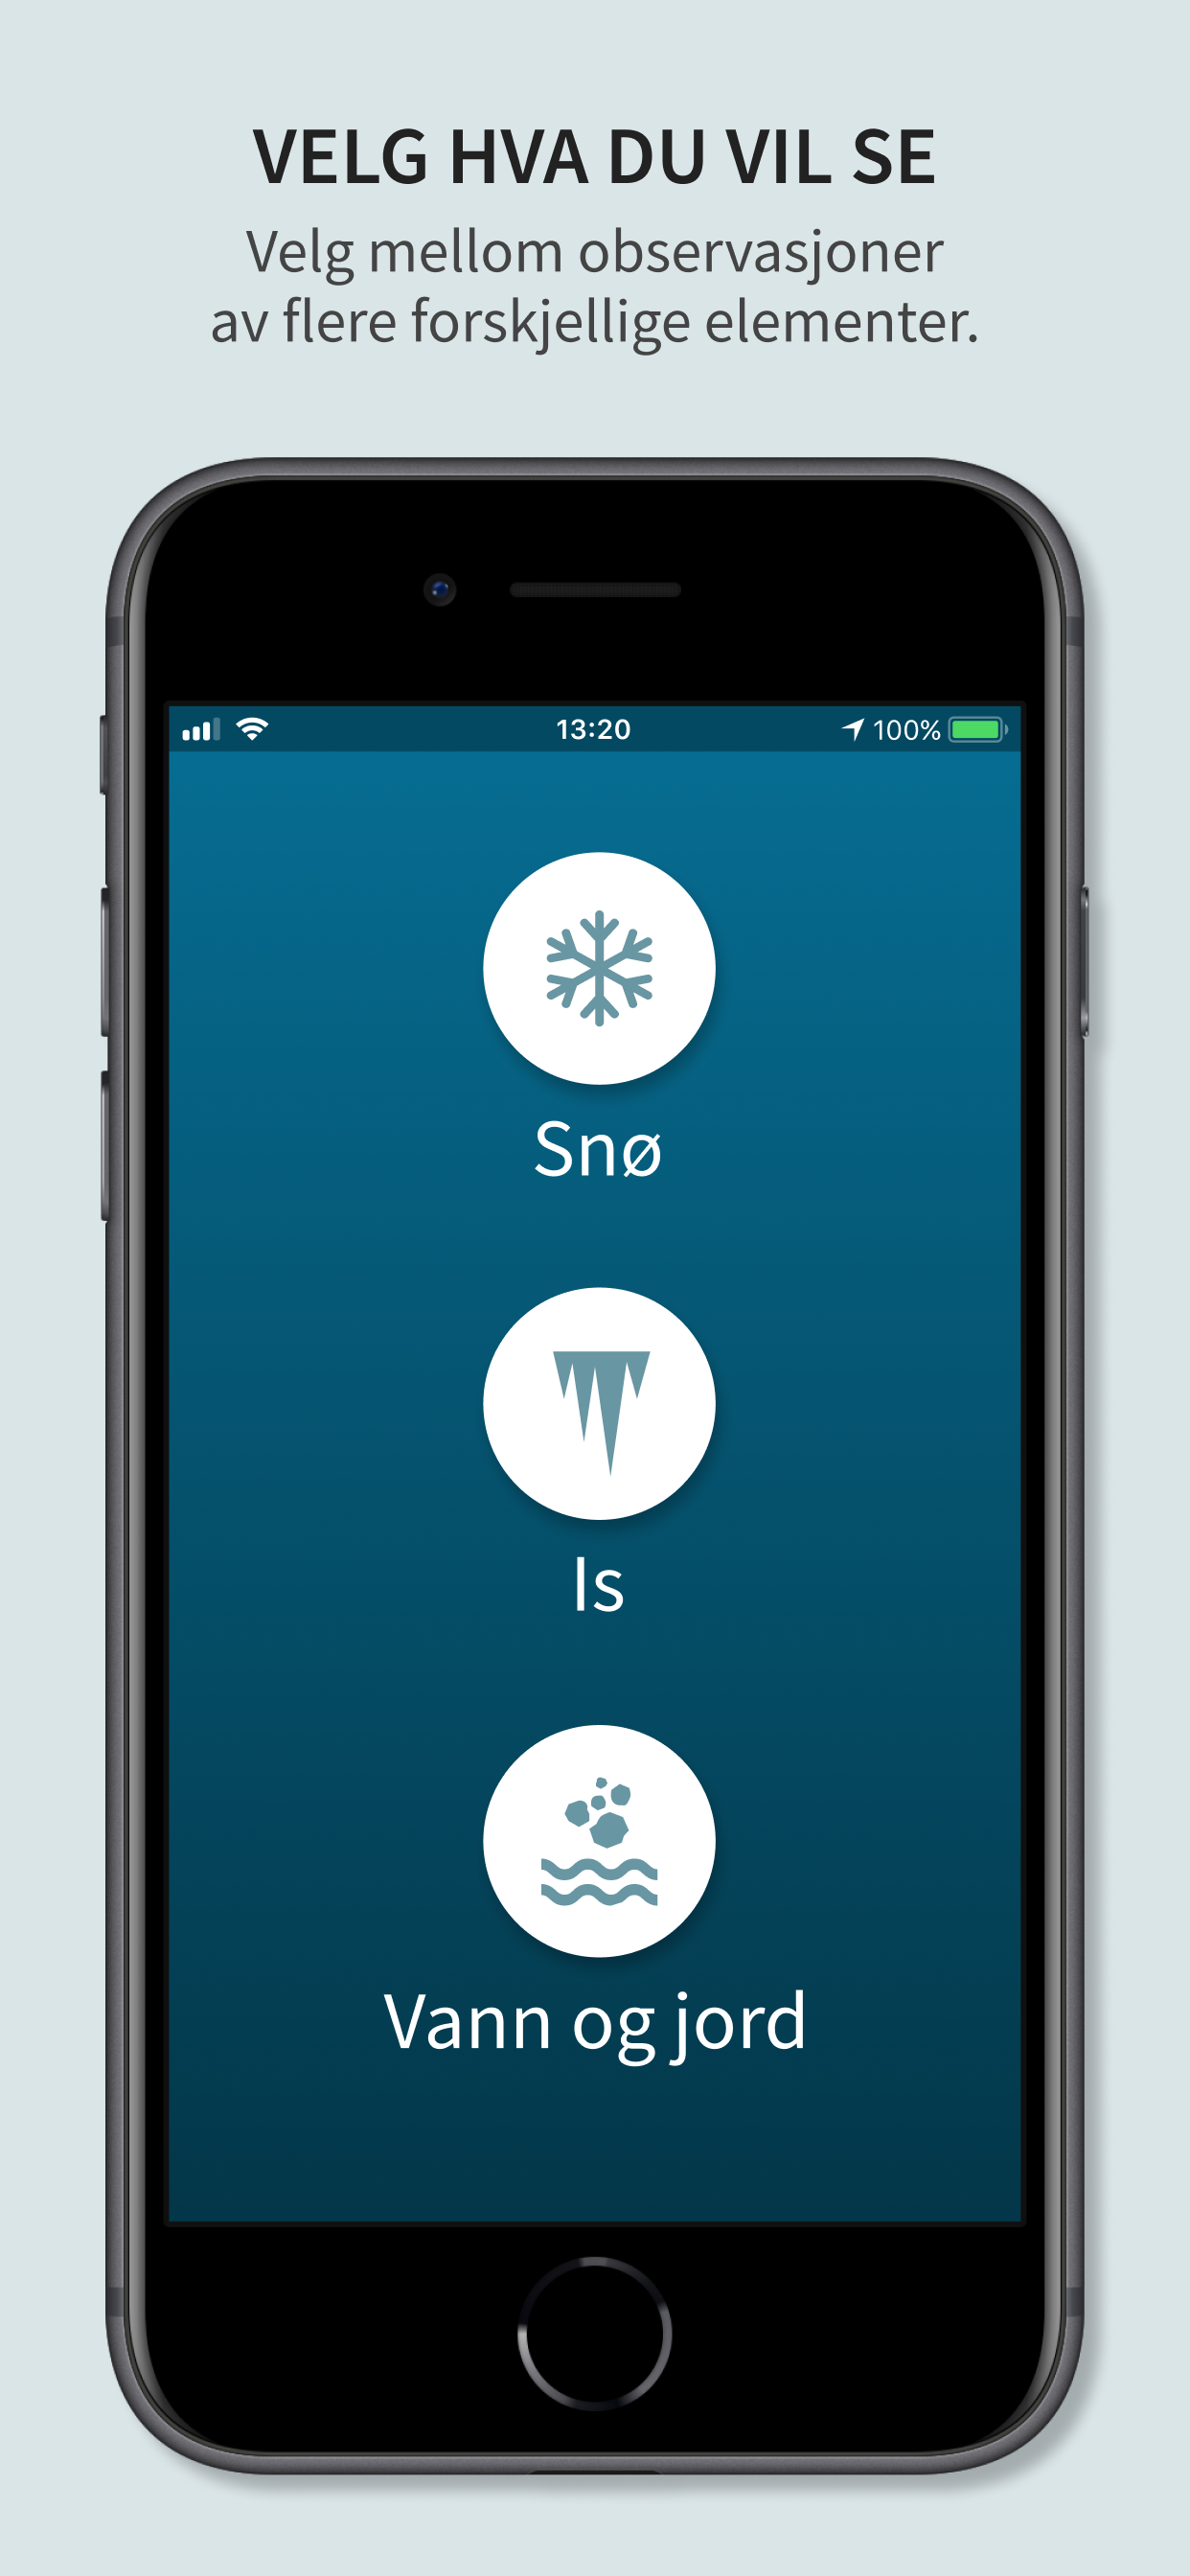 VELG HVA DU VIL SE
Velg mellom observasjoner
av flere forskjellige elementer.
13:20
100%
Snø
Is
Vann og jord